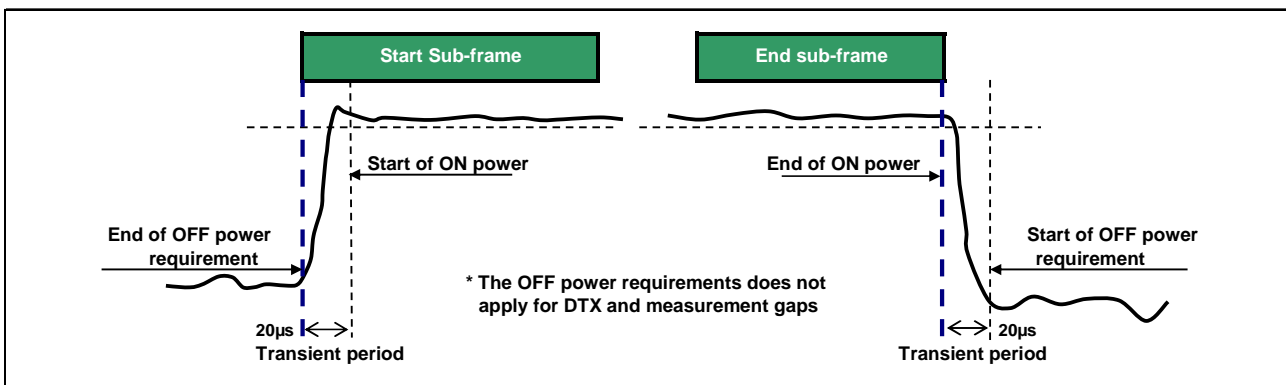 Start Sub-frame
End sub-frame
Start of ON power
End of ON power
End of OFF power
requirement
Start of OFF power
requirement
* The OFF power requirements does not
apply for DTX and measurement gaps
20µs
Transient period
20µs
Transient period